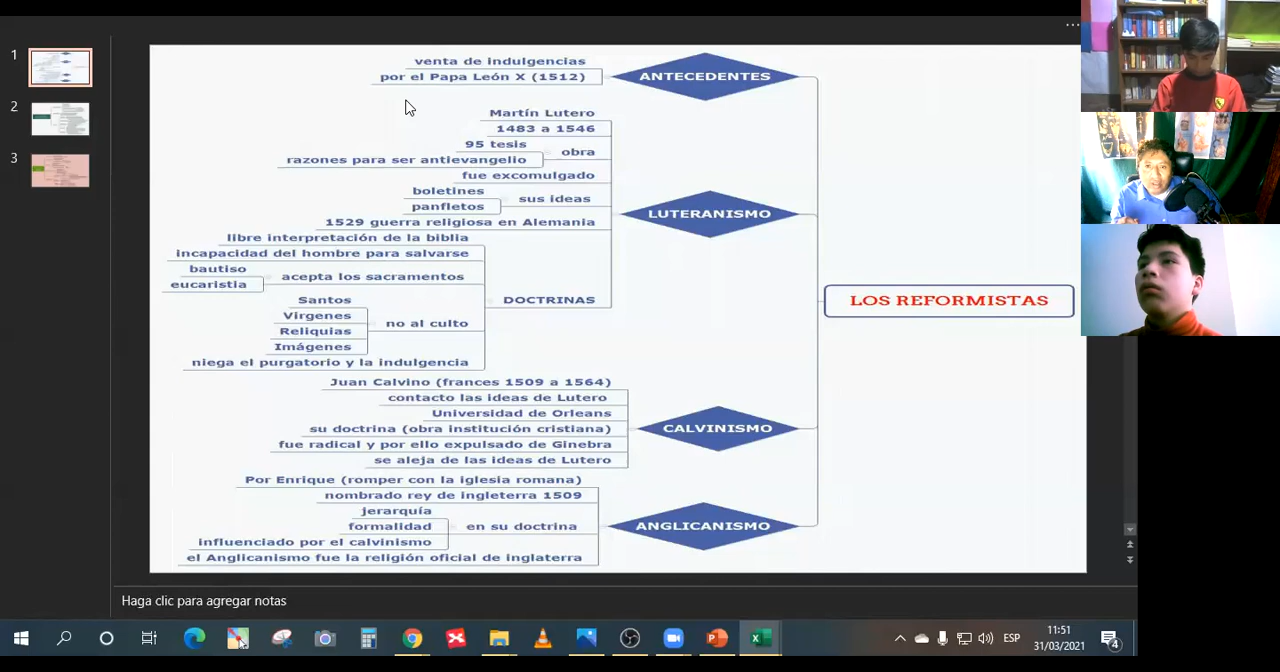 1
2
3
venta de indulgencias
por el Papa León X (1512)
ANTECEDENTES
Martín Lutero
1483 a 1546
95 tesis
obra
razones para ser antievangelio
fue excomulgado
boletines
sus ideas
panfletos
LUTERANISMO
1529 guerra religiosa en Alemania
libre interpretación de la biblia
incapacidad del hombre para salvarse
bautiso
acepta los sacramentos
eucaristia
DOCTRINAS
Santos
Virgenes
no al culto
Reliquias
Imágenes
niega el purgatorio y la indulgencia
LOS REFORMISTAS
Juan Calvino (frances 1509 a 1564)
contacto las ideas de Lutero
Universidad de Orleans
su doctrina (obra institución cristiana)
CALVINISMO
fue radical y por ello expulsado de Ginebra
se aleja de las ideas de Lutero
Por Enrique (romper con la iglesia romana)
nombrado rey de ingleterra 1509
jerarquía
formalidad
en su doctrina
ANGLICANISMO
influenciado por el calvinismo
el Anglicanismo fue la religión oficial de inglaterra
Haga clic para agregar notas
ESP
11:51
31/03/2021
4